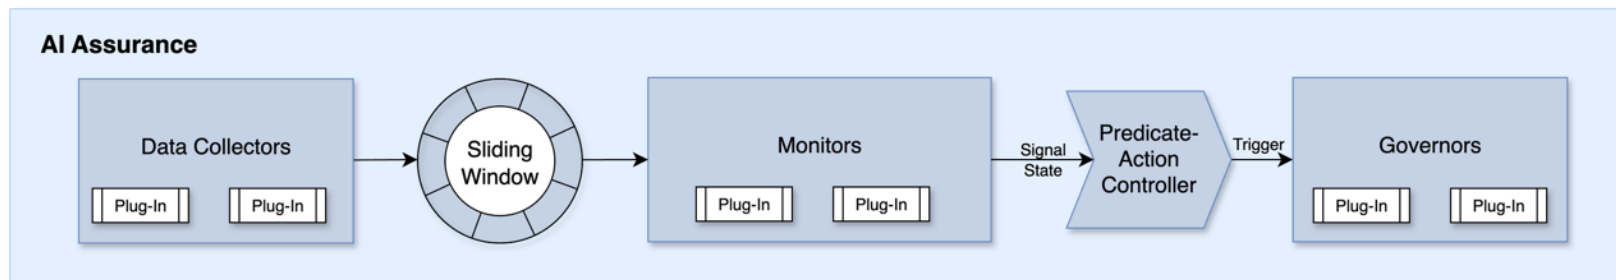 AI Assurance
Data Collectors
Plug-In
Plug-In
Sliding
Window
Monitors
Plug-In
Plug-In
Signal
State
Predicate-
Action
Controller
Trigger
Governors
Plug-In
Plug-In